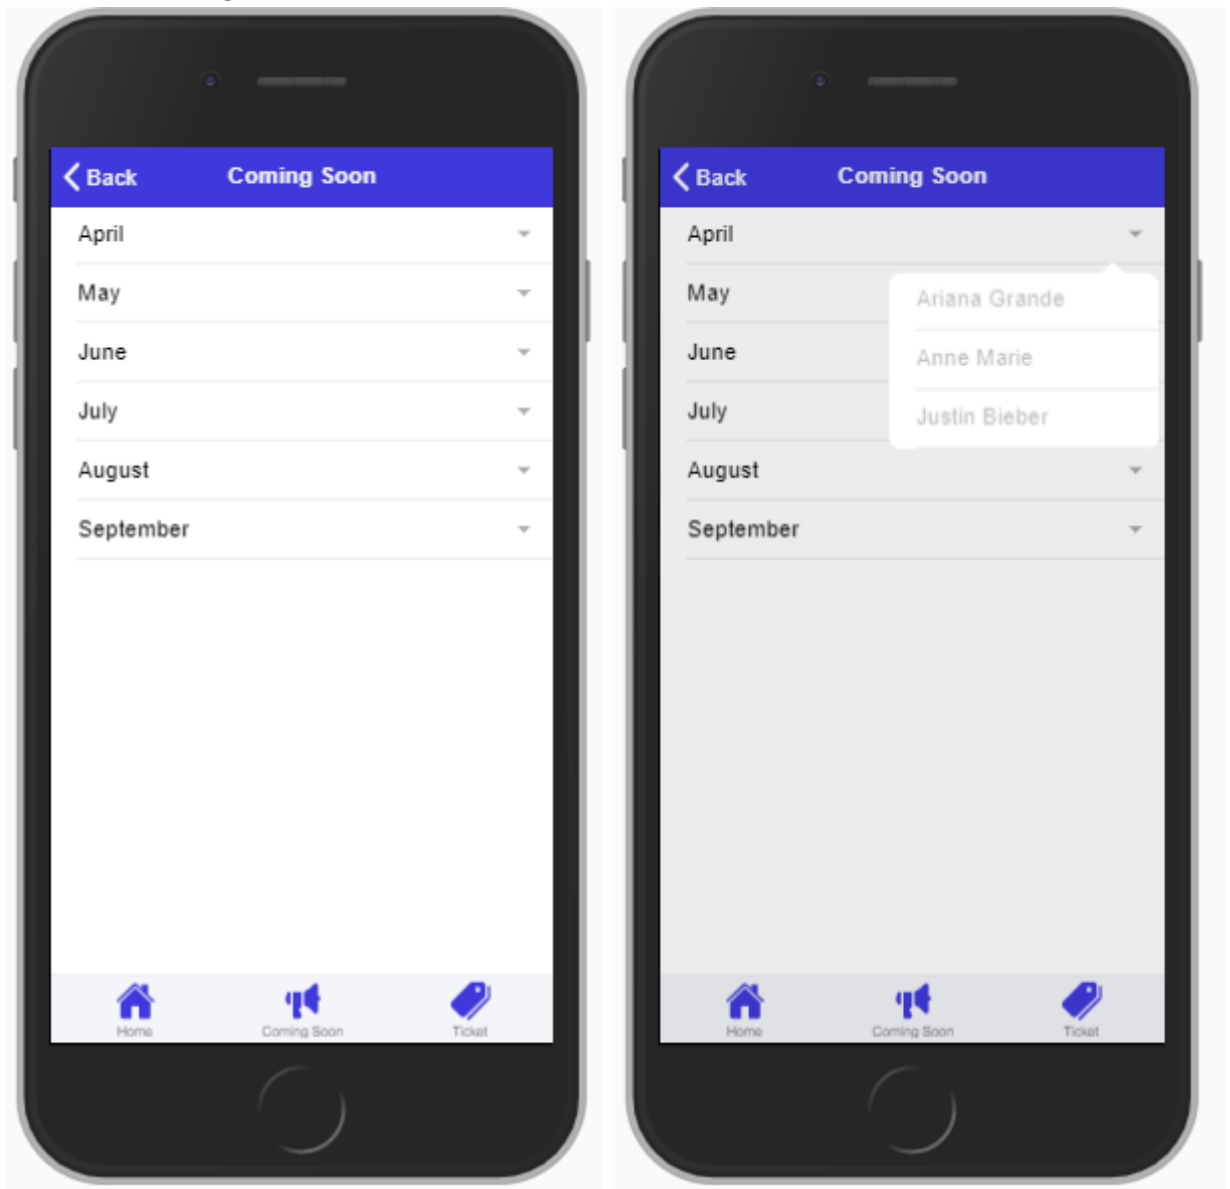 Back Coming Soon
April
May
June
July
August
September
Home Coming Soon Ticket
Back Coming Soon
April
May
Ariana Grande
June
Anne Marie
July
Justin Bieber
August
September
Home Coming Soon Ticket